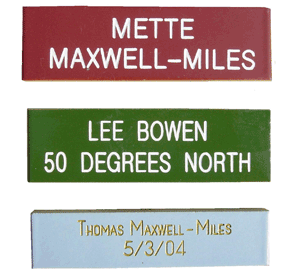 METTE
MAXWELL-MILES
LEE BOWEN
50 DEGREES NORTH
THOMAS MAXWELL-MILES
5/3/04